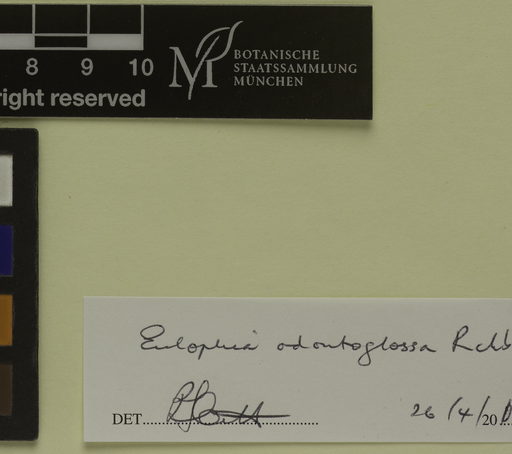 8 9 10
right reserved
BOTANISCHE
STAATSSAMMLUNG
MÜNCHEN
Eulophia odontoglossa Rchb
DET.
26/4/20